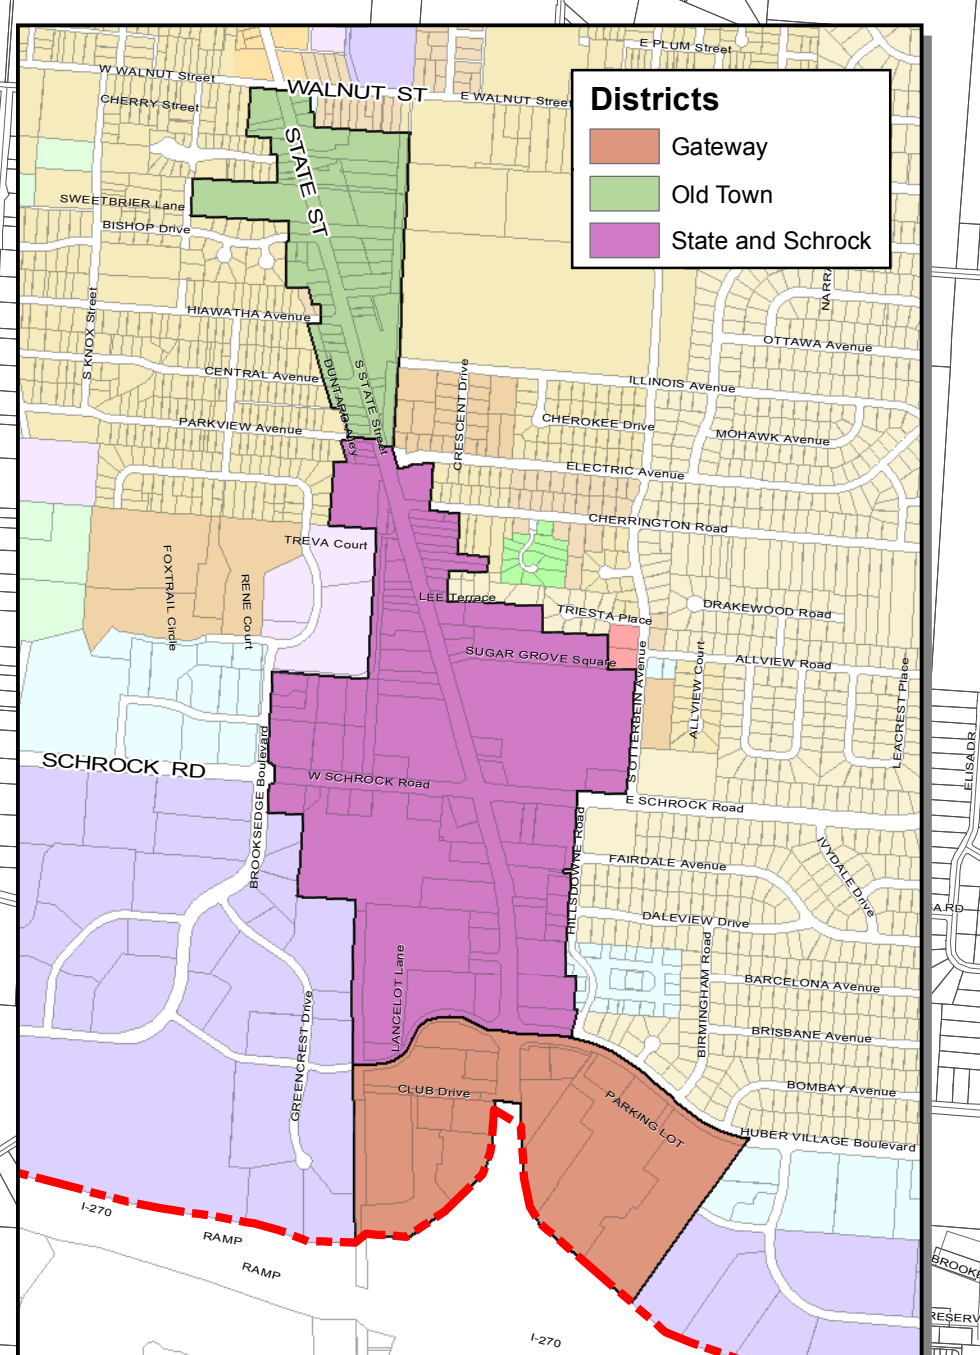 E PLUM Street
W WALNUT Street
WALNUT ST
E WALNUT Street
CHERRY Street
Districts
Gateway
Old Town
State and Schrock
STATE ST
SWEETBRIER Lane
BISHOP Drive
S KNOX Street
HIAWATHA Avenue
OTTAWA Avenue
CENTRAL Avenue
DUNTARD Alley
S STATE Street
CRESCENT Drive
ILLINOIS Avenue
PARKVIEW Avenue
CHEROKEE Drive
MOHAWK Avenue
ELECTRIC Avenue
CHERRINGTON Road
TREVA Court
FOXTRAIL Circle
RENE Court
LEE Terrace
TRIESTA Place
DRAKEWOOD Road
SUGAR GROVE Square
S OTTERBEIN Avenue
ALLVIEW Court
ALLVIEW Road
LEACREST Place
ELISA DR
SCHROCK RD
W SCHROCK Road
BROOKSEDGE Boulevard
E SCHROCK Road
HILLSDOWNE Road
FAIRDALE Avenue
IVYDALE Drive
DALEVIEW Drive
BIRMINGHAM Road
BARCELONA Avenue
BRISBANE Avenue
BOMBAY Avenue
LANCELOT Lane
GREENCREST Drive
CLUB Drive
PARKING LOT
HUBER VILLAGE Boulevard
I-270
RAMP
RAMP
I-270